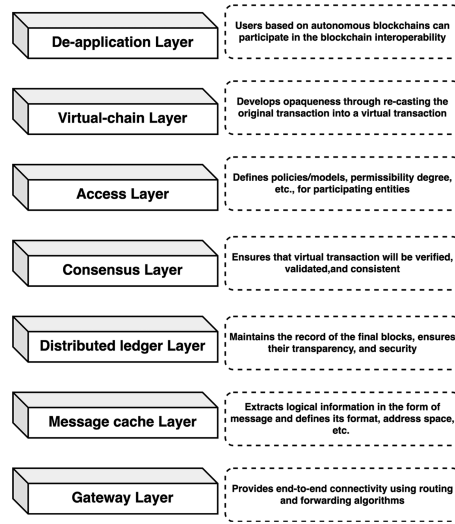 De-application Layer
Users based on autonomous blockchains can
participate in the blockchain interoperability
Virtual-chain Layer
Develops opaqueness through re-casting the
original transaction into a virtual transaction
Access Layer
Defines policies/models, permissibility degree,
etc., for participating entities
Consensus Layer
Ensures that virtual transaction will be verified,
validated,and consistent
Distributed ledger Layer
Maintains the record of the final blocks, ensures
their transparency, and security
Message cache Layer
Extracts logical information in the form of
message and defines its format, address space,
etc.
Gateway Layer
Provides end-to-end connectivity using routing
and forwarding algorithms